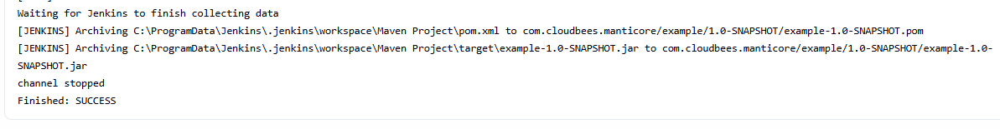 Waiting for Jenkins to finish collecting data
[JENKINS] Archiving C:\ProgramData\Jenkins\.jenkins\workspace\Maven Project\pom.xml to com.cloudbees.manticore/example/1.0-SNAPSHOT/example-1.0-SNAPSHOT.pom
[JENKINS] Archiving C:\ProgramData\Jenkins\.jenkins\workspace\Maven Project\target\example-1.0-SNAPSHOT.jar to com.cloudbees.manticore/example/1.0-SNAPSHOT/example-1.0-
SNAPSHOT.jar
channel stopped
Finished: SUCCESS